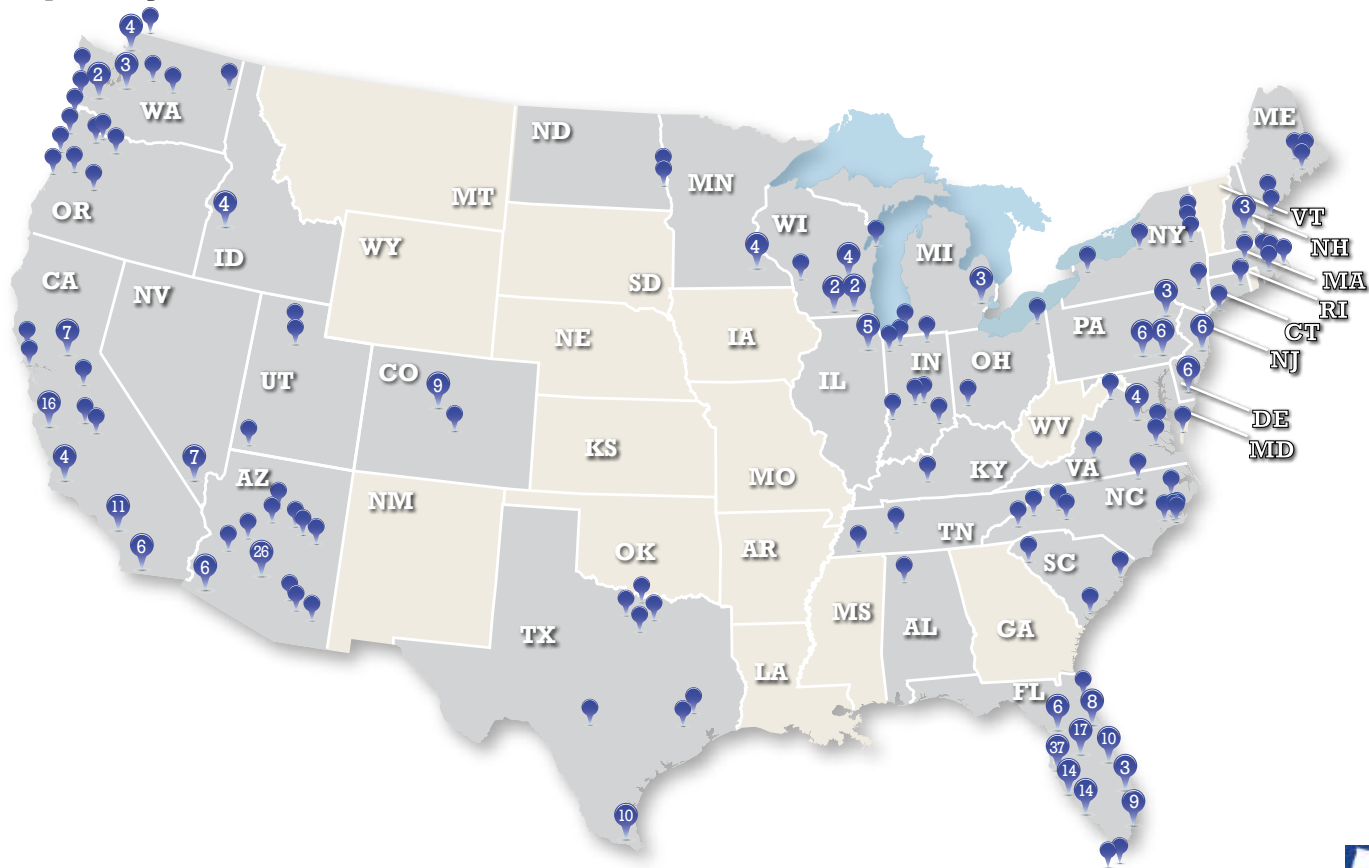 4
3
2
WA
ND
ME
MN
MT
OR
4
ID
WI
4
4
MI
3
NY
3
VT
NH
WY
SD
2
2
MA
CA
NV
RI
7
5
PA
3
CT
NE
IA
6
6
6
NJ
UT
CO
9
IL
IN
OH
6
DE
16
4
MD
KS
WV
4
7
AZ
MO
KY
VA
NM
11
NC
TN
6
26
6
OK
AR
SC
TX
MS
AL
GA
LA
FL
6
8
17
10
37
14
3
14
9
10